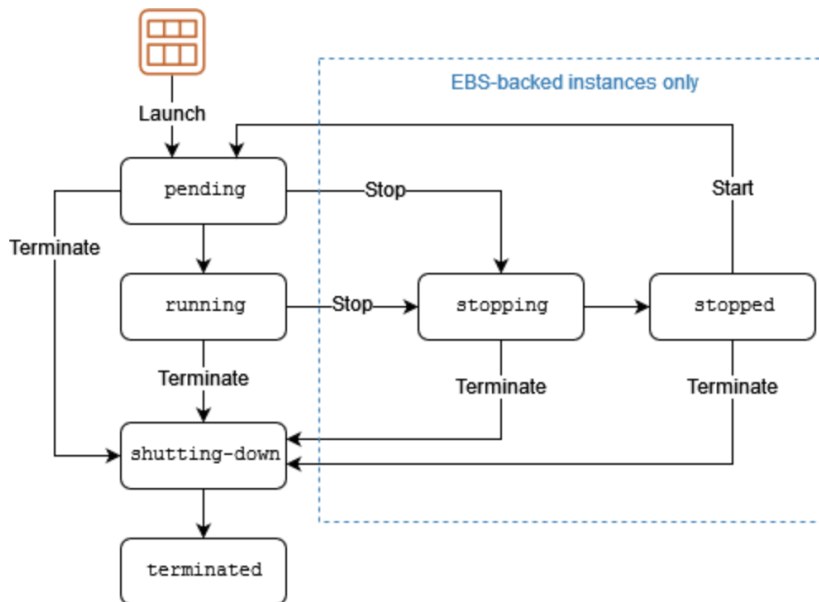 EBS-backed instances only
Launch
pending
Stop
Start
Terminate
running
Stop
stopping
stopped
Terminate
Terminate
Terminate
shutting-down
terminated